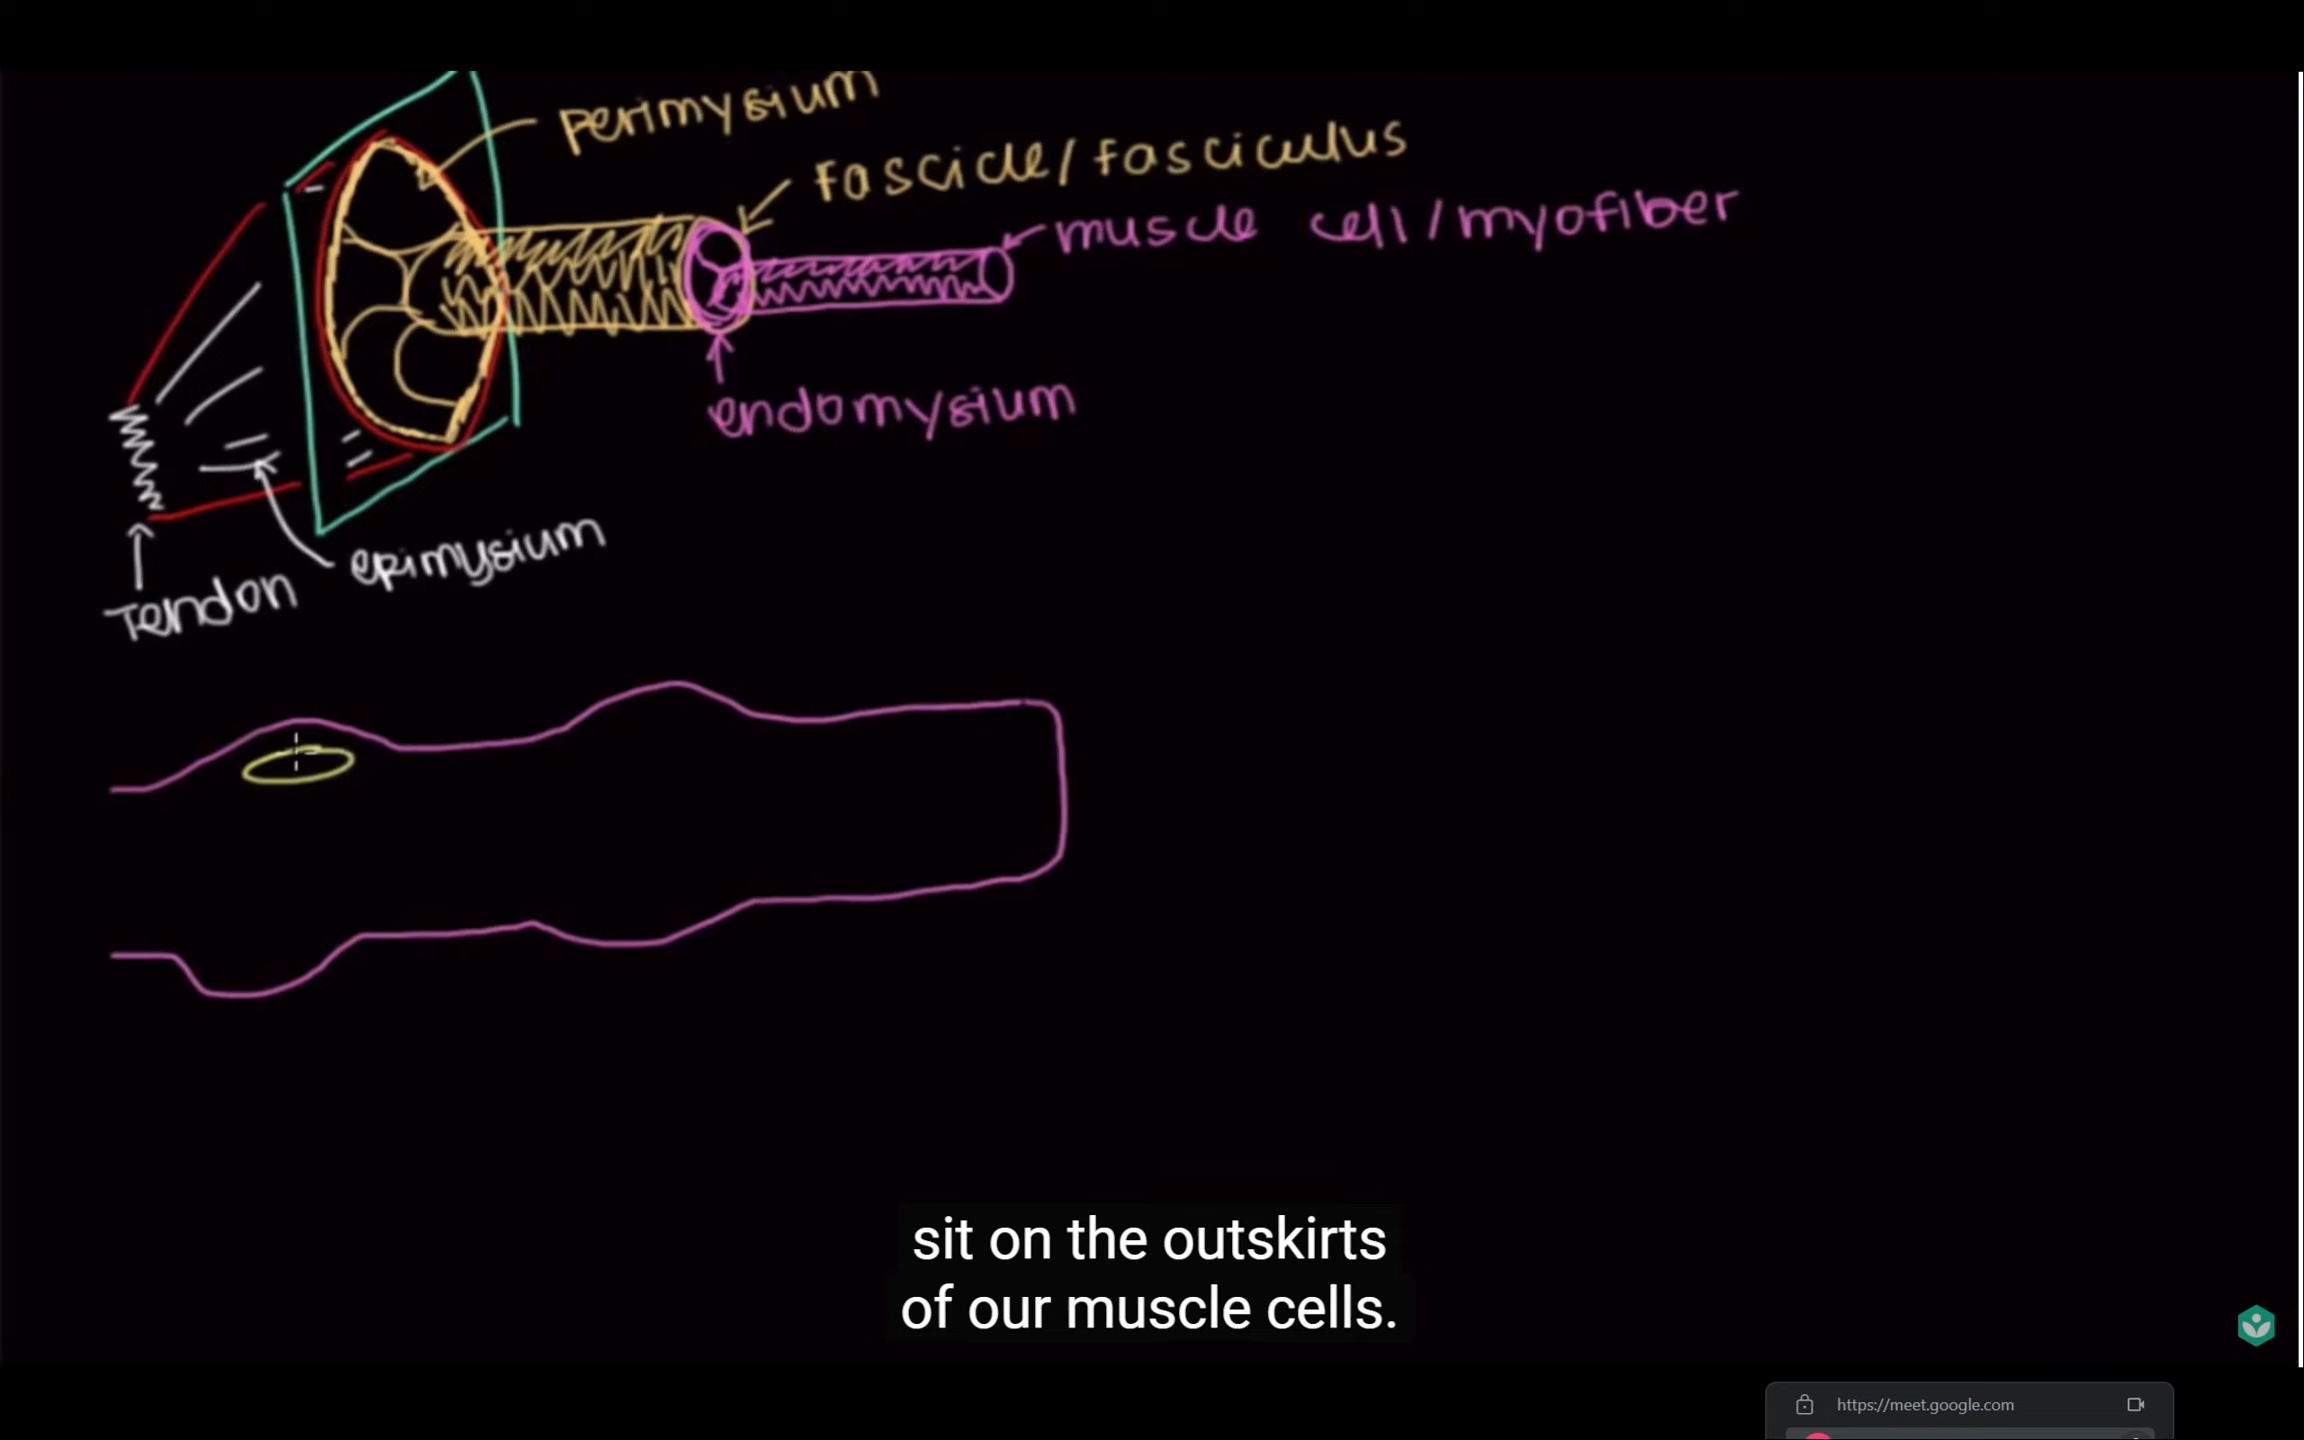 perimysium
fascicle/fasciculus
muscle cell/myofiber
endomysium
epimysium
Tendon
sit on the outskirts
of our muscle cells.
https://meet.google.com